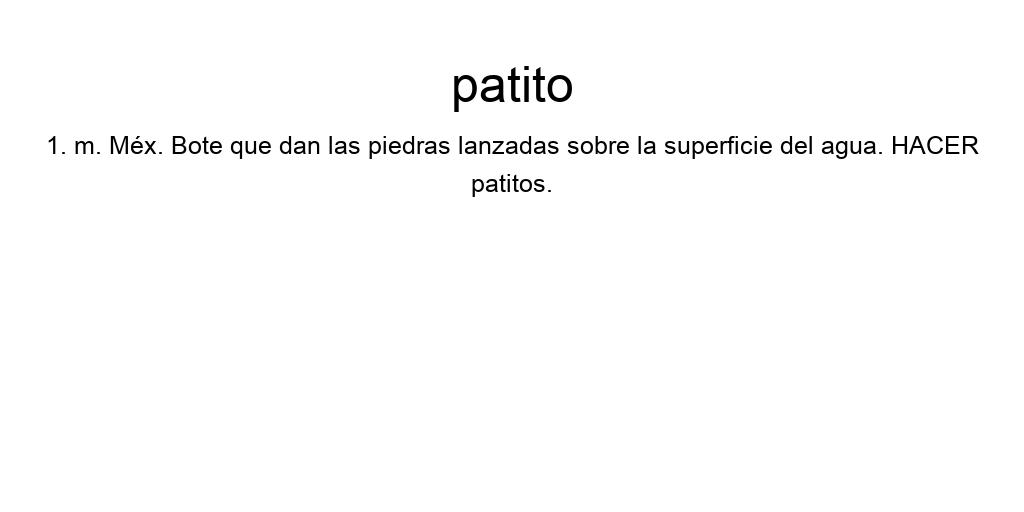 patito
1. m. Méx. Bote que dan las piedras lanzadas sobre la superficie del agua. HACER
patitos.